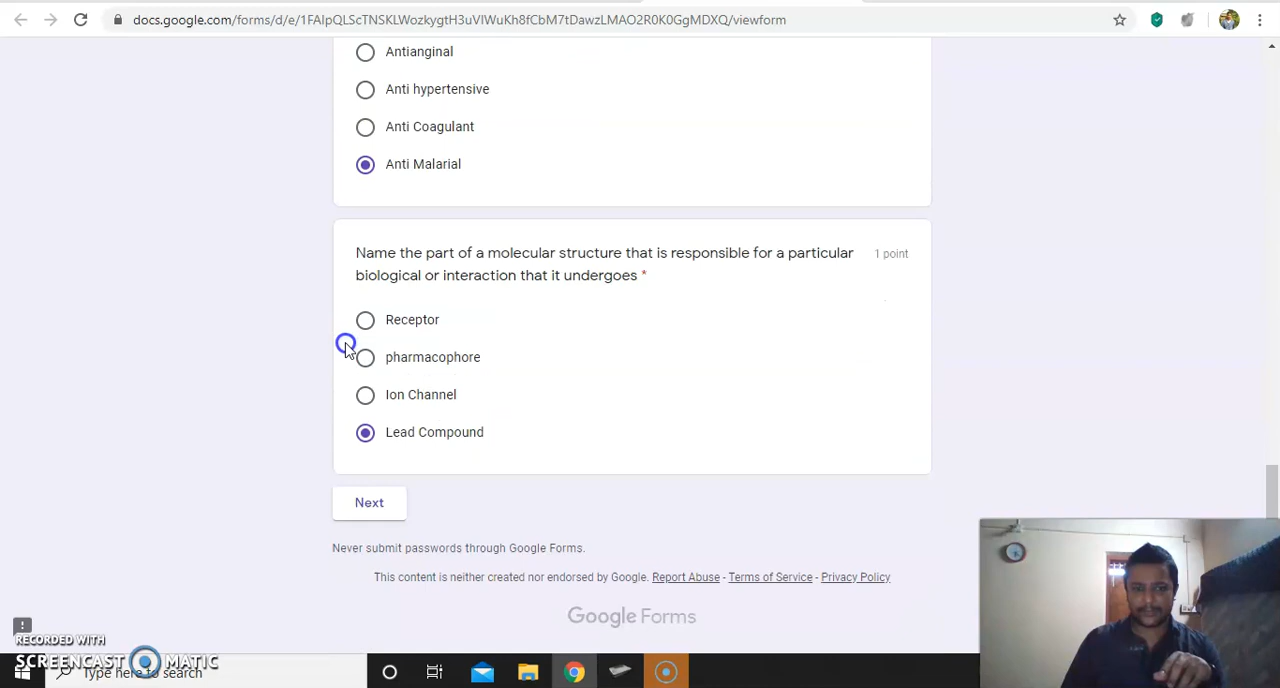 docs.google.com/forms/d/e/1FAIpQLScTNSKLWozkygtH3uVIWuKh8fCbM7tDawzLMAO2R0K0GgMDXQ/viewform
Antianginal
Anti hypertensive
Anti Coagulant
Anti Malarial
Name the part of a molecular structure that is responsible for a particular
1 point
biological or interaction that it undergoes *
Receptor
pharmacophore
Ion Channel
Lead Compound
Next
Never submit passwords through Google Forms.
This content is neither created nor endorsed by Google. Report Abuse - Terms of Service - Privacy Policy
Google Forms
RECORDED WITH
SCREENCAST MATIC
Type here to search